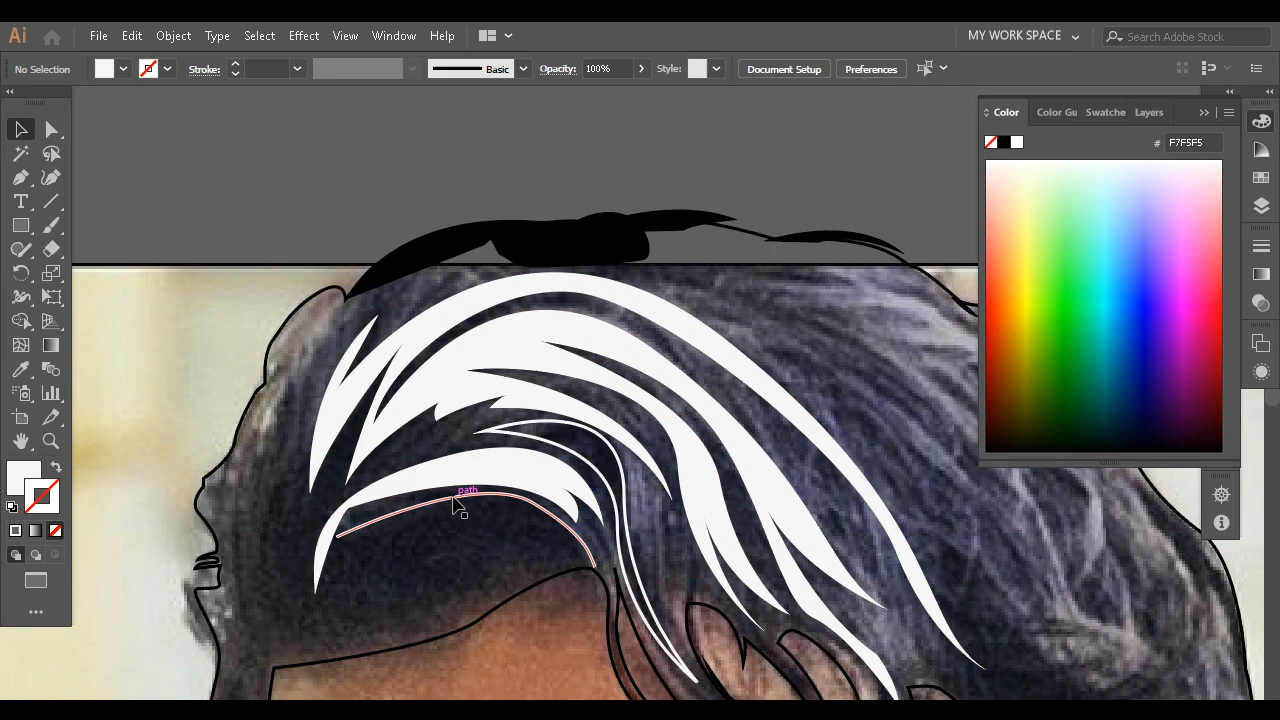 Ai File Edit Object Type Select Effect View Window Help MY WORK SPACE Search Adobe Stock
No Selection Stroke: Basic Opacity: 100% Style: Document Setup Preferences
Color Color Gu Swatche Layers
# F7F5F5
path